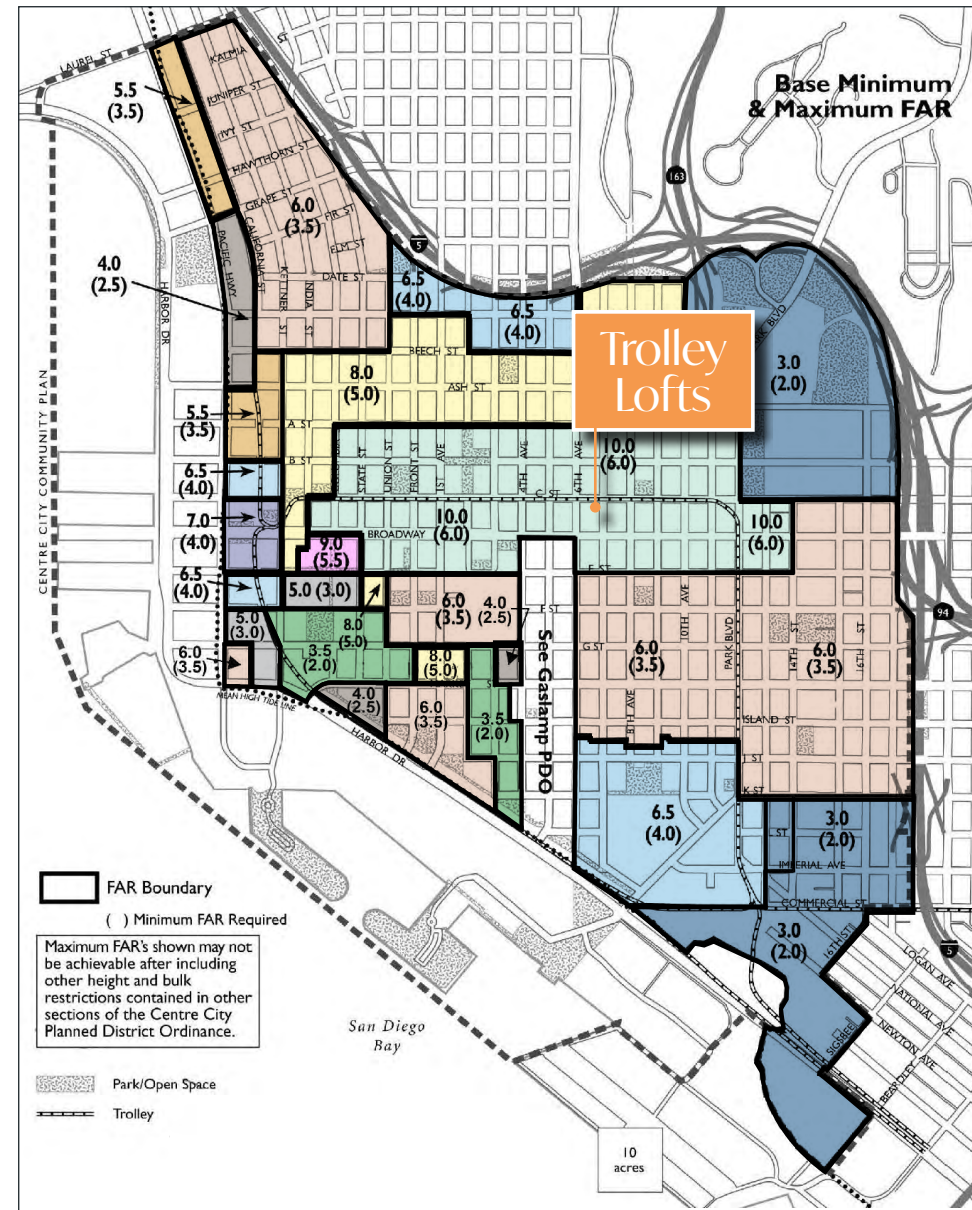 Base Minimum
& Maximum FAR
LAUREL ST
KALMIA
ST
5.5
(3.5)
JUNIPER ST
IVY ST
HAWTHORN ST
163
GRAPE ST
6.0
(3.5)
FIR ST
ELM ST
5
4.0
(2.5)
PACIFIC HWY
CALIFORNIA ST
KETTNER ST
INDIA ST
DATE ST
HARBOR DR
6.5
(4.0)
6.5
(4.0)
PARK BLVD
Trolley
Lofts
BEECH ST
8.0
(5.0)
ASH ST
3.0
(2.0)
5.5
(3.5)
A ST
B ST
STATE ST
UNION ST
FRONT ST
1ST AVE
4TH AVE
6TH AVE
10.0
(6.0)
CENTRE CITY COMMUNITY PLAN
6.5
(4.0)
C ST
7.0
(4.0)
10.0
(6.0)
BROADWAY
10.0
(6.0)
9.0
(5.5)
E ST
6.5
(4.0)
5.0 (3.0)
6.0
(3.5)
4.0
(2.5)
F ST
94
5.0
(3.0)
8.0
(5.0)
3.5
(2.0)
See Gaslamp PDO
G ST
6.0
(3.5)
10TH AVE
PARK BLVD
14TH ST
16TH ST
6.0
(3.5)
6.0
(3.5)
8.0
(5.0)
MEAN HIGH TIDE LINE
4.0
(2.5)
6.0
(3.5)
3.5
(2.0)
8TH AVE
ISLAND ST
HARBOR DR
J ST
K ST
6.5
(4.0)
L ST
3.0
(2.0)
IMPERIAL AVE
COMMERCIAL ST
3.0
(2.0)
16TH ST
5
LOGAN AVE
NATIONAL AVE
NEWTON AVE
SIGSBEE
BEARDLEY
FAR Boundary
( ) Minimum FAR Required
Maximum FAR's shown may not
be achievable after including
other height and bulk
restrictions contained in other
sections of the Centre City
Planned District Ordinance.
San Diego
Bay
Park/Open Space
Trolley
10
acres